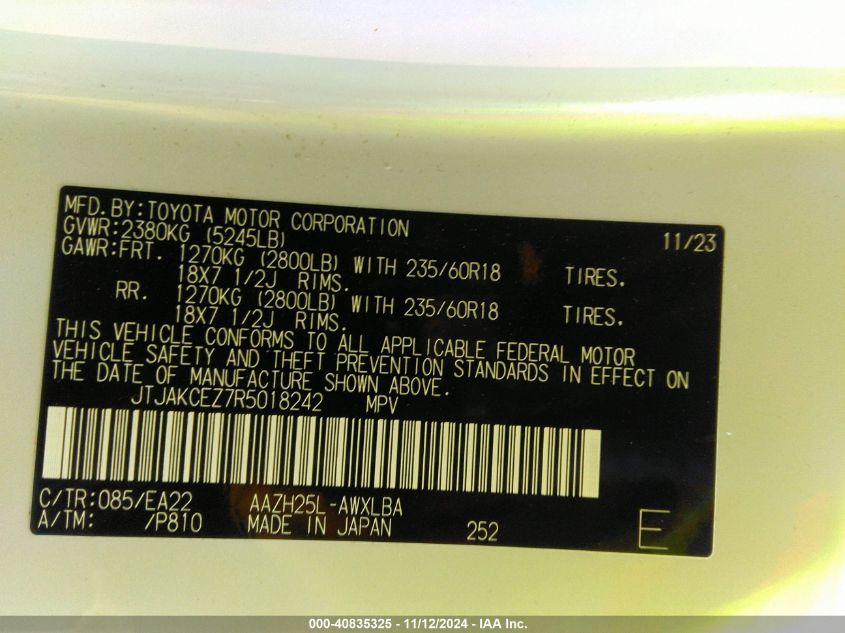 MFD.BY:TOYOTA MOTOR CORPORATION 11/23
GVWR:2380KG (5245LB)
GAWR:FRT. 1270KG (2800LB) WITH 235/60R18 TIRES.
18X7 1/2J RIMS.
RR. 1270KG (2800LB) WITH 235/60R18 TIRES.
18X7 1/2J RIMS.
THIS VEHICLE CONFORMS TO ALL APPLICABLE FEDERAL MOTOR
VEHICLE SAFETY AND THEFT PREVENTION STANDARDS IN EFFECT ON
THE DATE OF MANUFACTURE SHOWN ABOVE.
JTJAKCEZ7R5018242 MPV
C/TR:085/EA22 AAZH25L-AWXLBA
A/TM: /P810 MADE IN JAPAN 252 E
000-40835325 - 11/12/2024 - IAA Inc.